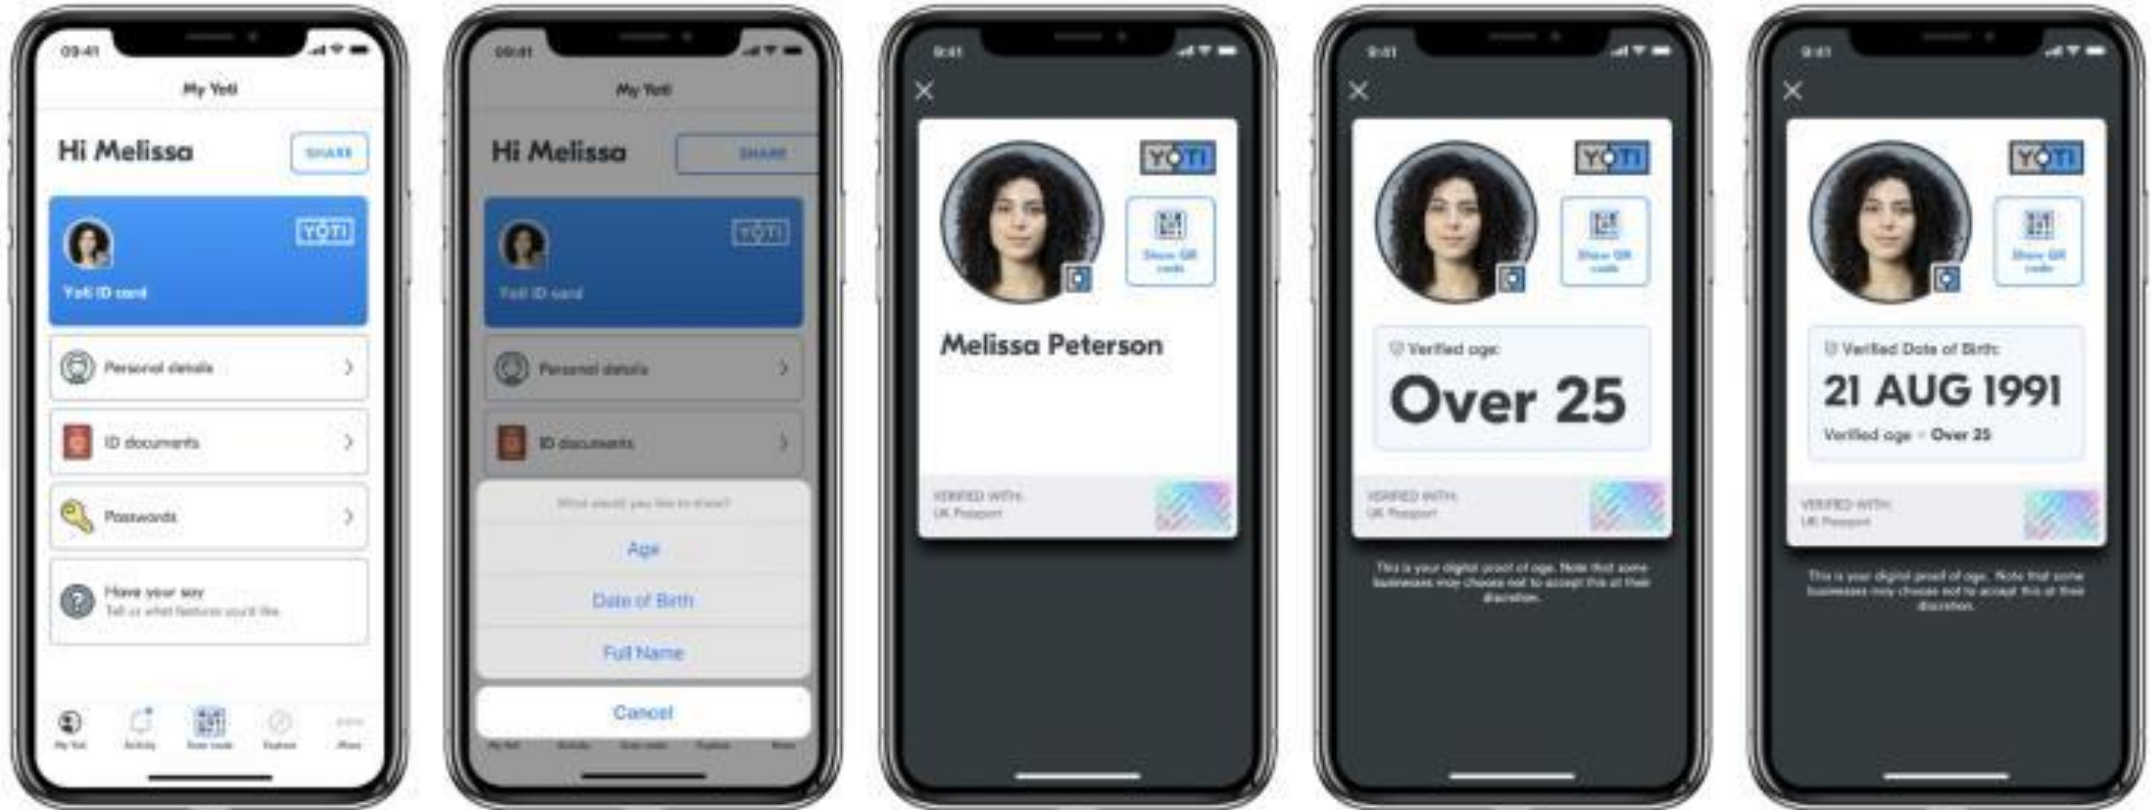 09:41
My Yoti
Hi Melissa
SHARE
YOTI
Yoti ID card
Personal details
ID documents
Passwords
Have your say
Tell us what features you'd like
My Yoti
Activity
Scan code
Explore
More
09:41
My Yoti
Hi Melissa
SHARE
YOTI
Yoti ID card
Personal details
ID documents
What would you like to share?
Age
Date of Birth
Full Name
Cancel
My Yoti
Activity
Scan code
Explore
More
9:41
YOTI
Show QR
code
Melissa Peterson
VERIFIED WITH:
UK Passport
9:41
YOTI
Show QR
code
Verified age:
Over 25
VERIFIED WITH:
UK Passport
This is your digital proof of age. Note that some
businesses may choose not to accept this at their
discretion.
9:41
YOTI
Show QR
code
Verified Date of Birth:
21 AUG 1991
Verified age - Over 25
VERIFIED WITH:
UK Passport
This is your digital proof of age. Note that some
businesses may choose not to accept this at their
discretion.